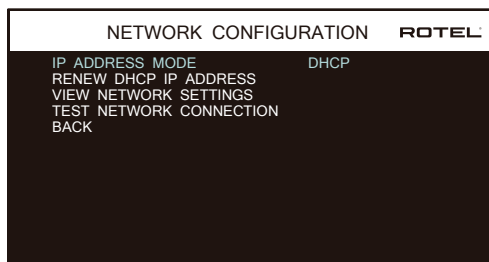 NETWORK CONFIGURATION ROTEL
IP ADDRESS MODE DHCP
RENEW DHCP IP ADDRESS
VIEW NETWORK SETTINGS
TEST NETWORK CONNECTION
BACK